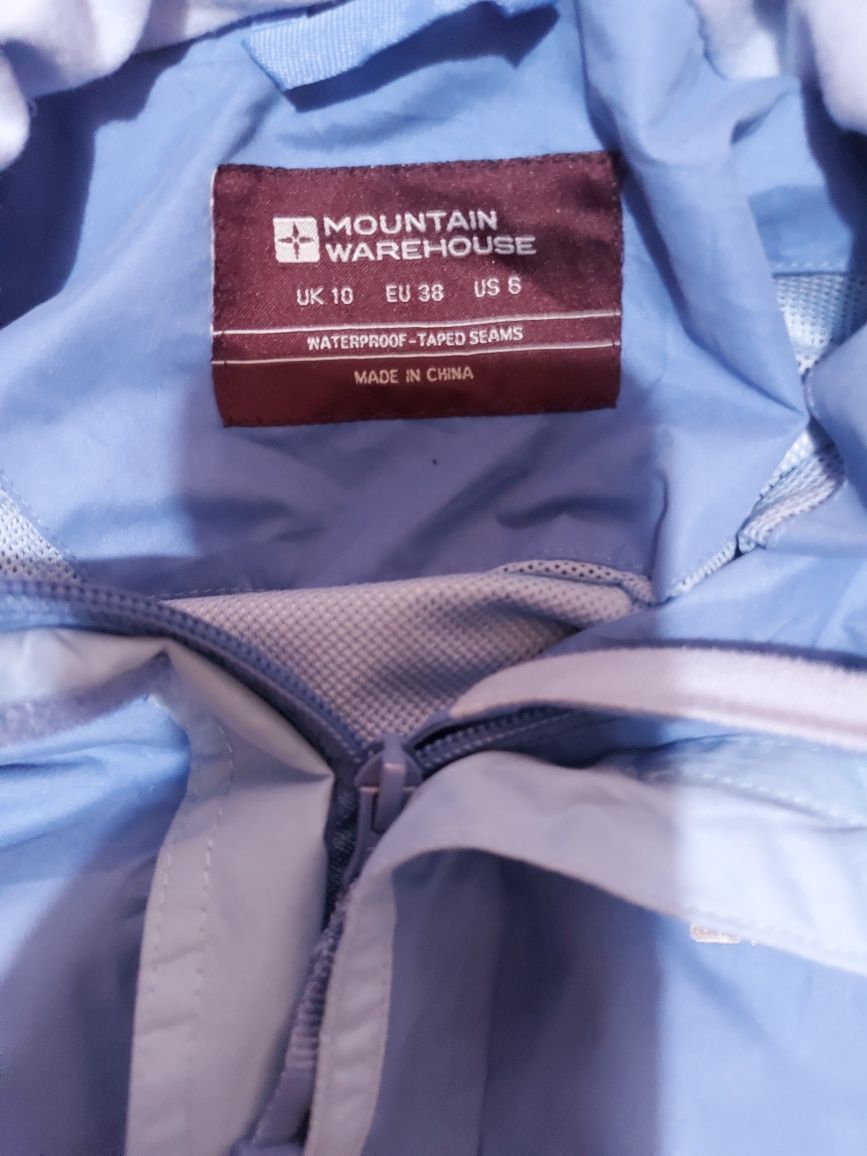 MOUNTAIN
WAREHOUSE
UK 10 EU 38 US 6
WATERPROOF-TAPED SEAMS
MADE IN CHINA